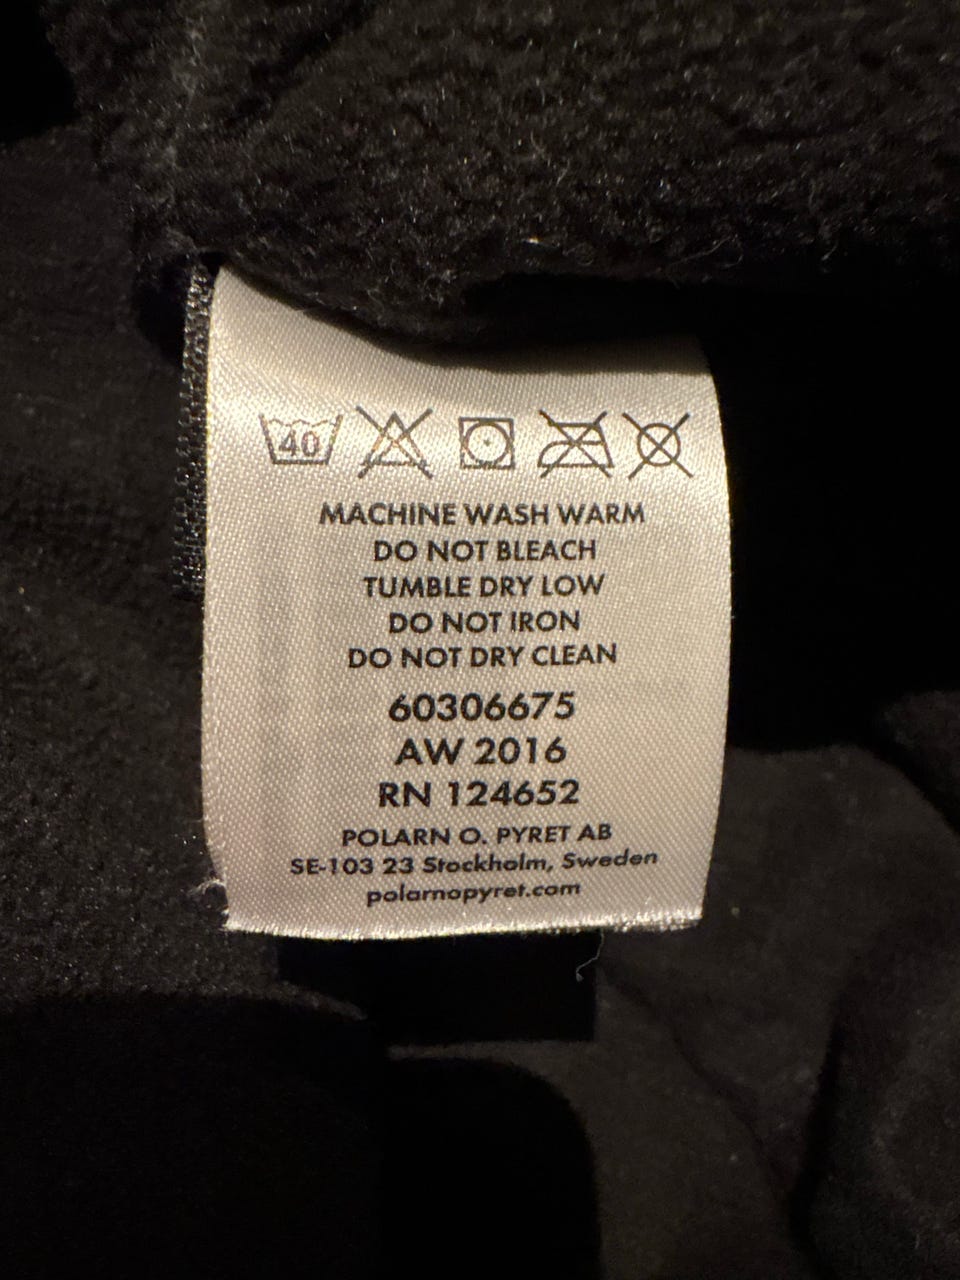 40
MACHINE WASH WARM
DO NOT BLEACH
TUMBLE DRY LOW
DO NOT IRON
DO NOT DRY CLEAN
60306675
AW 2016
RN 124652
POLARN O. PYRET AB
SE-103 23 Stockholm, Sweden
polarnopyret.com